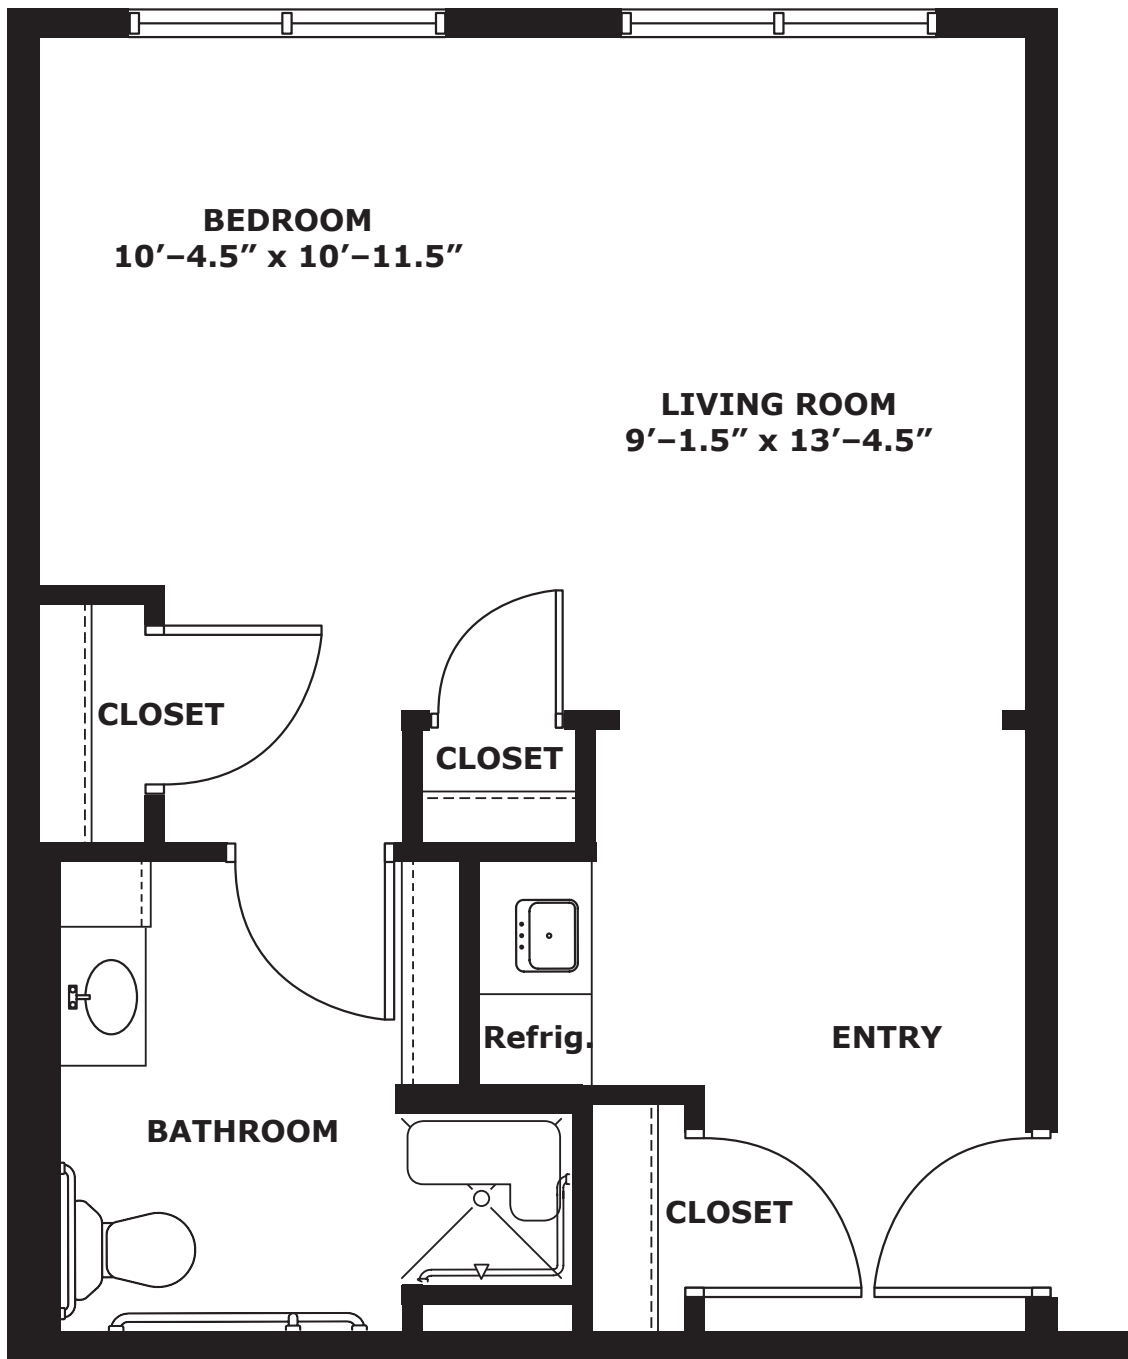 BEDROOM
10’–4.5” x 10’–11.5”
LIVING ROOM
9’–1.5” x 13’–4.5”
CLOSET
CLOSET
Refrig.
ENTRY
BATHROOM
CLOSET